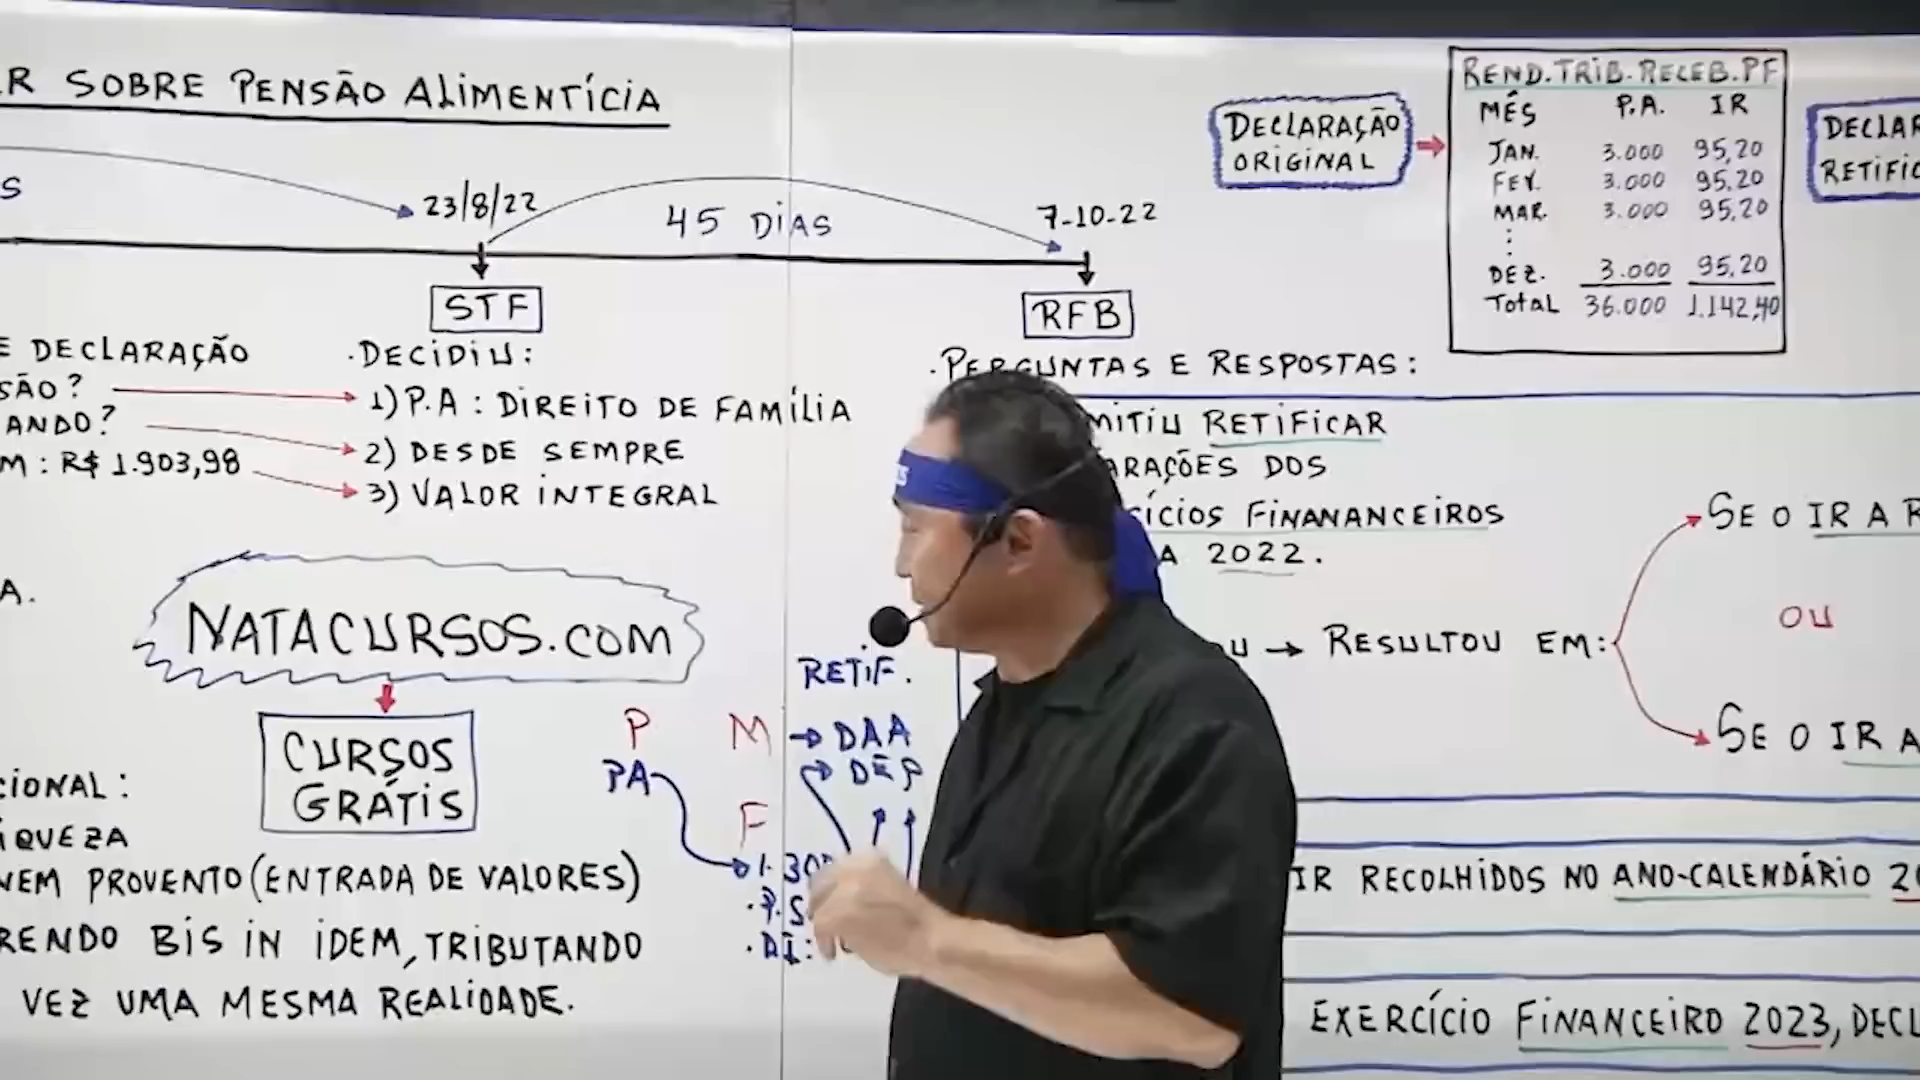 R SOBRE PENSÃO ALIMENTÍCIA
S
23/8/22
45 DIAS
7-10-22
STF
RFB
E DECLARAÇÃO
SÃO?
ANDO?
M: R$ 1.903,98
A.
.DECIDIU:
1) P.A: DIREITO DE FAMÍLIA
2) DESDE SEMPRE
3) VALOR INTEGRAL
NATACURSOS.COM
CURSOS
GRÁTIS
CIONAL:
IQUEZA
NEM PROVENTO (ENTRADA DE VALORES)
RENDO BIS IN IDEM, TRIBUTANDO
VEZ UMA MESMA REALIDADE.
RETIF.
P M → DAA
PA → DEP
F
DECLARAÇÃO
ORIGINAL
REND.TRIB.RECEB.PF
MÊS P.A. IR
JAN. 3.000 95,20
FEV. 3.000 95,20
MAR. 3.000 95,20
DEZ. 3.000 95,20
Total 36.000 1.142,40
DECLAR
RETIFIC
.PERGUNTAS E RESPOSTAS:
MITIU RETIFICAR
ARAÇÕES DOS
ÍCIOS FINANANCEIROS
A 2022.
U → RESULTOU EM:
SE O IR A R
OU
SE O IR A
IR RECOLHIDOS NO ANO-CALENDÁRIO 20
EXERCÍCIO FINANCEIRO 2023, DECL